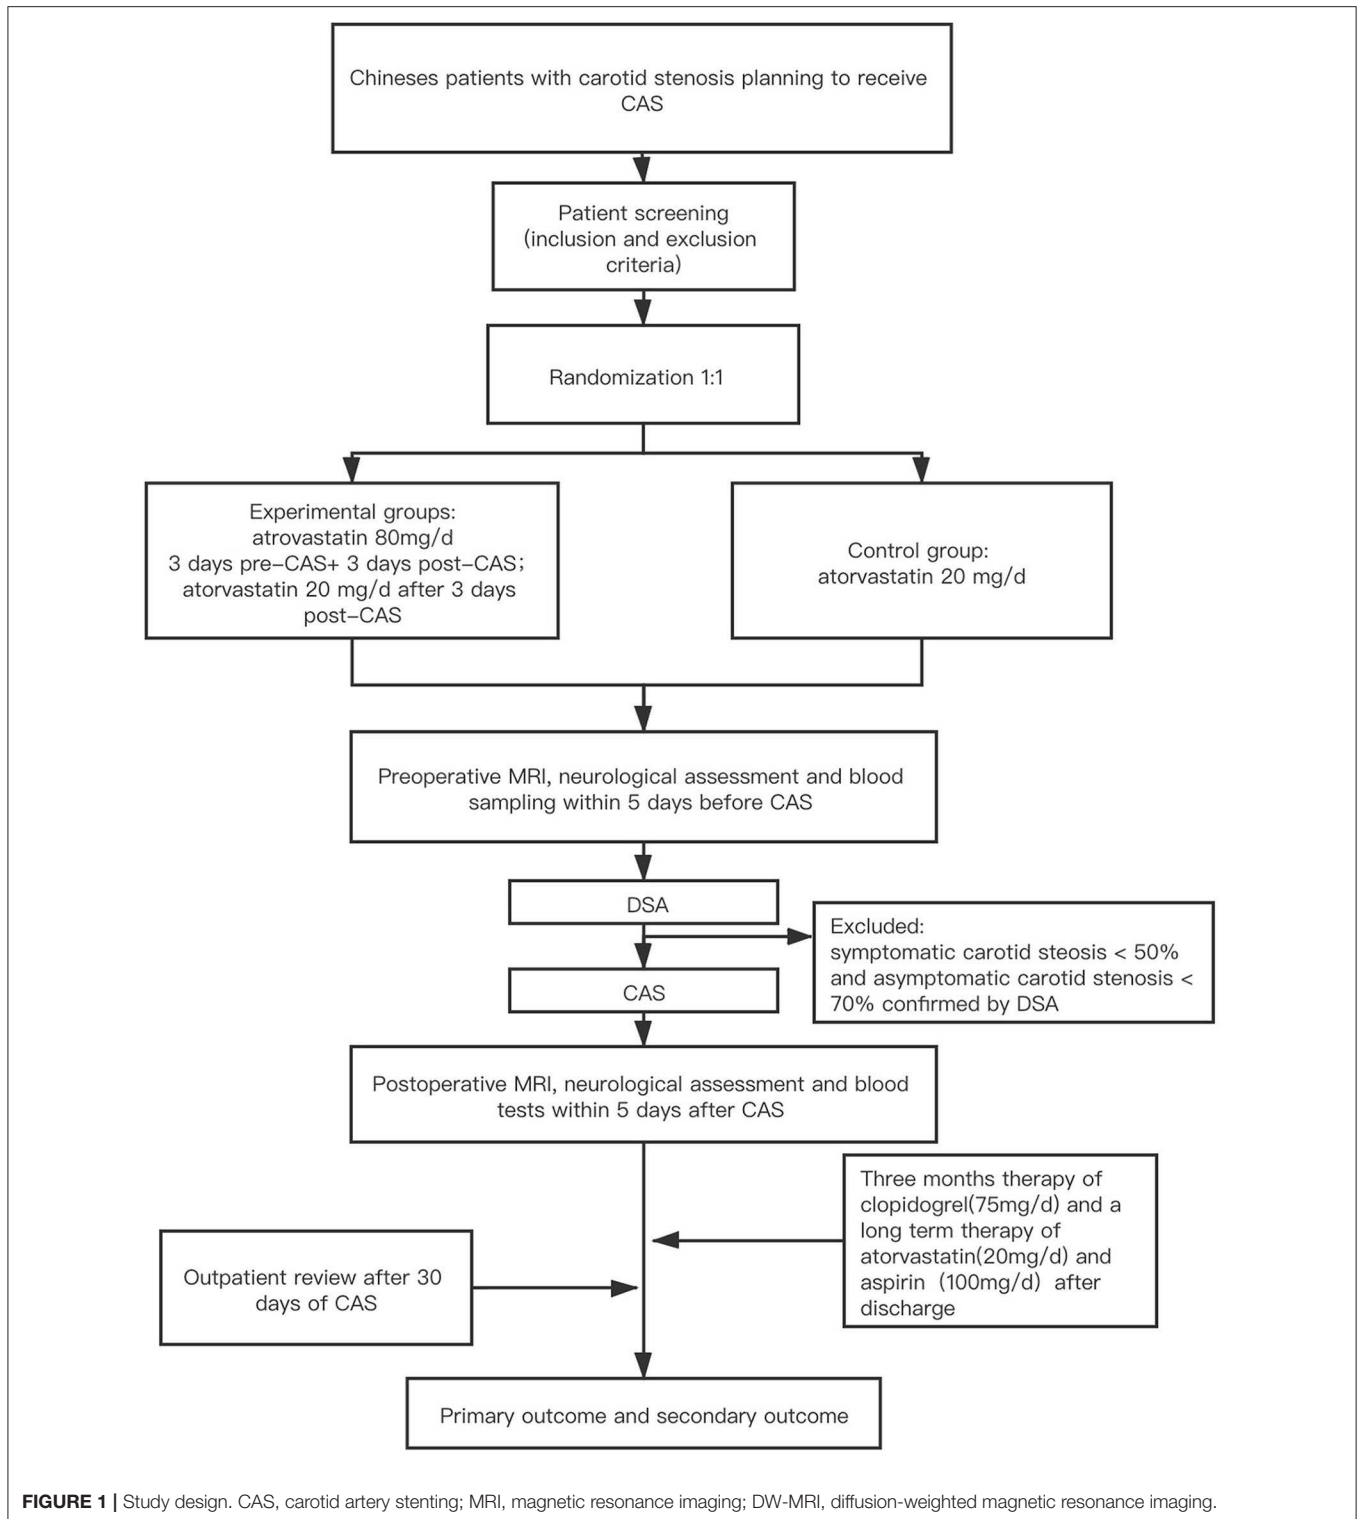 Chineses patients with carotid stenosis planning to receive
CAS
Patient screening
(inclusion and exclusion
criteria)
Randomization 1:1
Experimental groups:
atrovastatin 80mg/d
3 days pre–CAS+ 3 days post–CAS;
atorvastatin 20 mg/d after 3 days
post–CAS
Control group:
atorvastatin 20 mg/d
Preoperative MRI, neurological assessment and blood
sampling within 5 days before CAS
DSA
Excluded:
symptomatic carotid steosis < 50%
and asymptomatic carotid stenosis <
70% confirmed by DSA
CAS
Postoperative MRI, neurological assessment and blood
tests within 5 days after CAS
Three months therapy of
clopidogrel(75mg/d) and a
long term therapy of
atorvastatin(20mg/d) and
aspirin (100mg/d) after
discharge
Outpatient review after 30
days of CAS
Primary outcome and secondary outcome
FIGURE 1 | Study design. CAS, carotid artery stenting; MRI, magnetic resonance imaging; DW-MRI, diffusion-weighted magnetic resonance imaging.